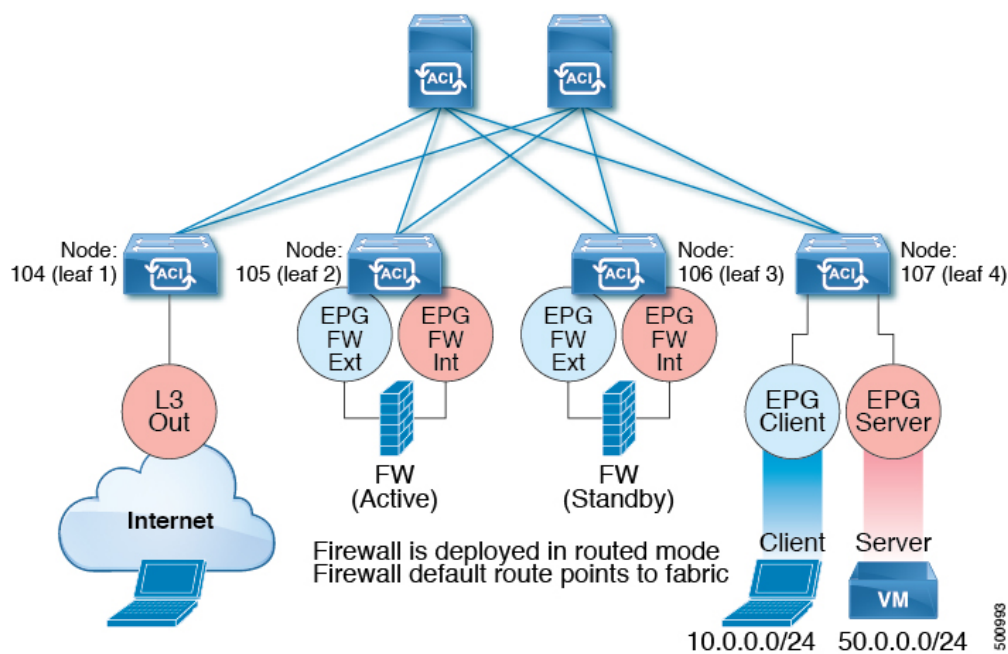 ACI
ACI
Node:
104 (leaf 1)
ACI
Node:
105 (leaf 2)
ACI
ACI
Node:
106 (leaf 3)
ACI
Node:
107 (leaf 4)
L3
Out
EPG
FW
Ext
EPG
FW
Int
EPG
FW
Ext
EPG
FW
Int
EPG
Client
EPG
Server
Internet
FW
(Active)
FW
(Standby)
Firewall is deployed in routed mode
Firewall default route points to fabric
Client
Server
VM
10.0.0.0/24
50.0.0.0/24
500993